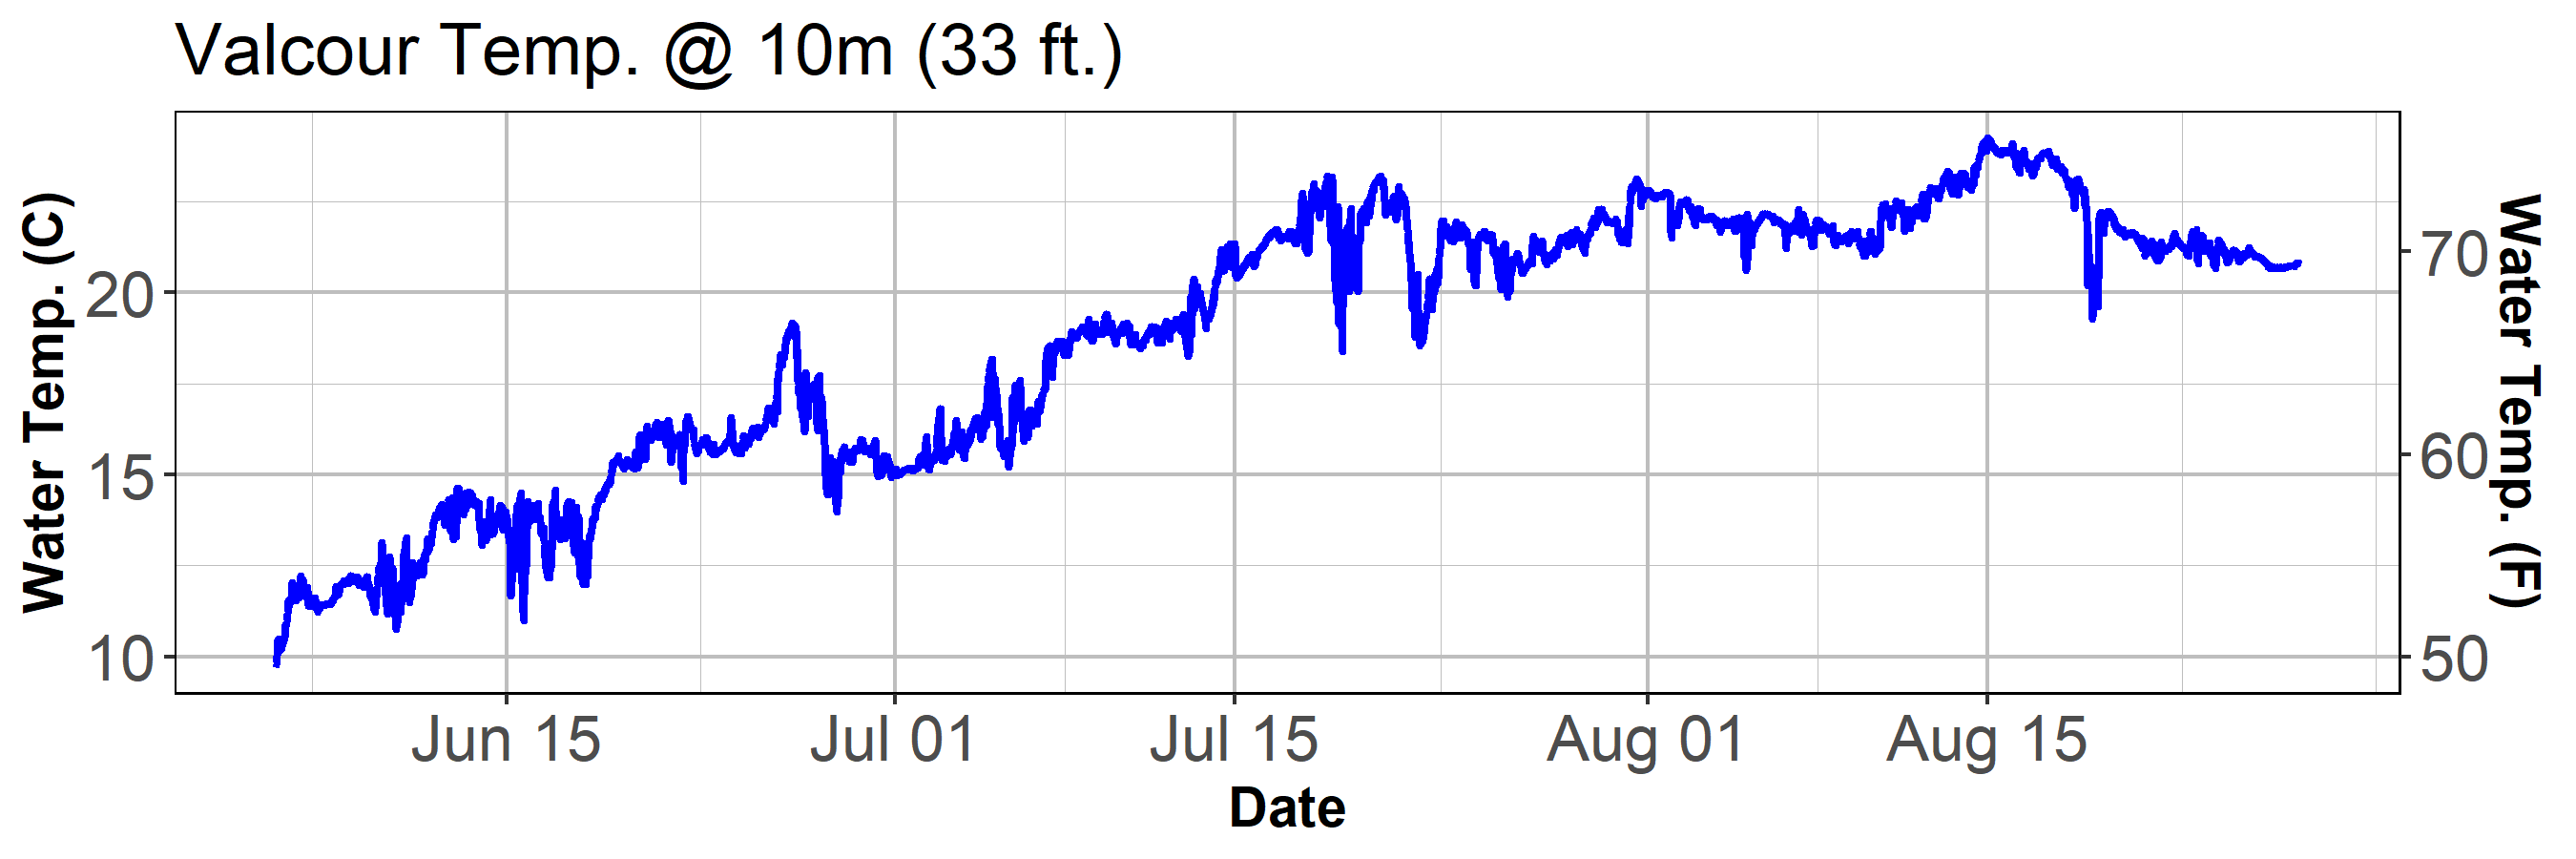 Valcour Temp. @ 10m (33 ft.)
Water Temp. (C)
20
15
10
70
60
50
Water Temp. (F)
Jun 15
Jul 01
Jul 15
Aug 01
Aug 15
Date